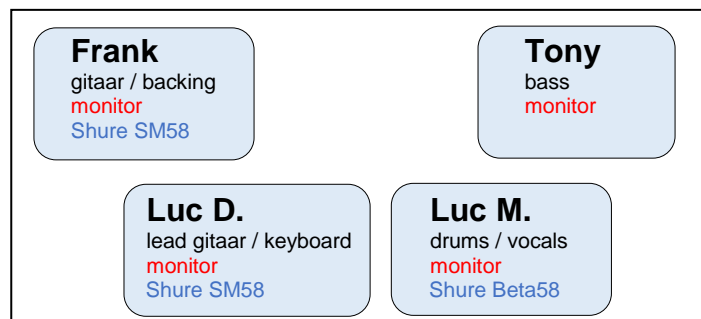 Frank
gitaar / backing
monitor
Shure SM58
Tony
bass
monitor
Luc D.
lead gitaar / keyboard
monitor
Shure SM58
Luc M.
drums / vocals
monitor
Shure Beta58